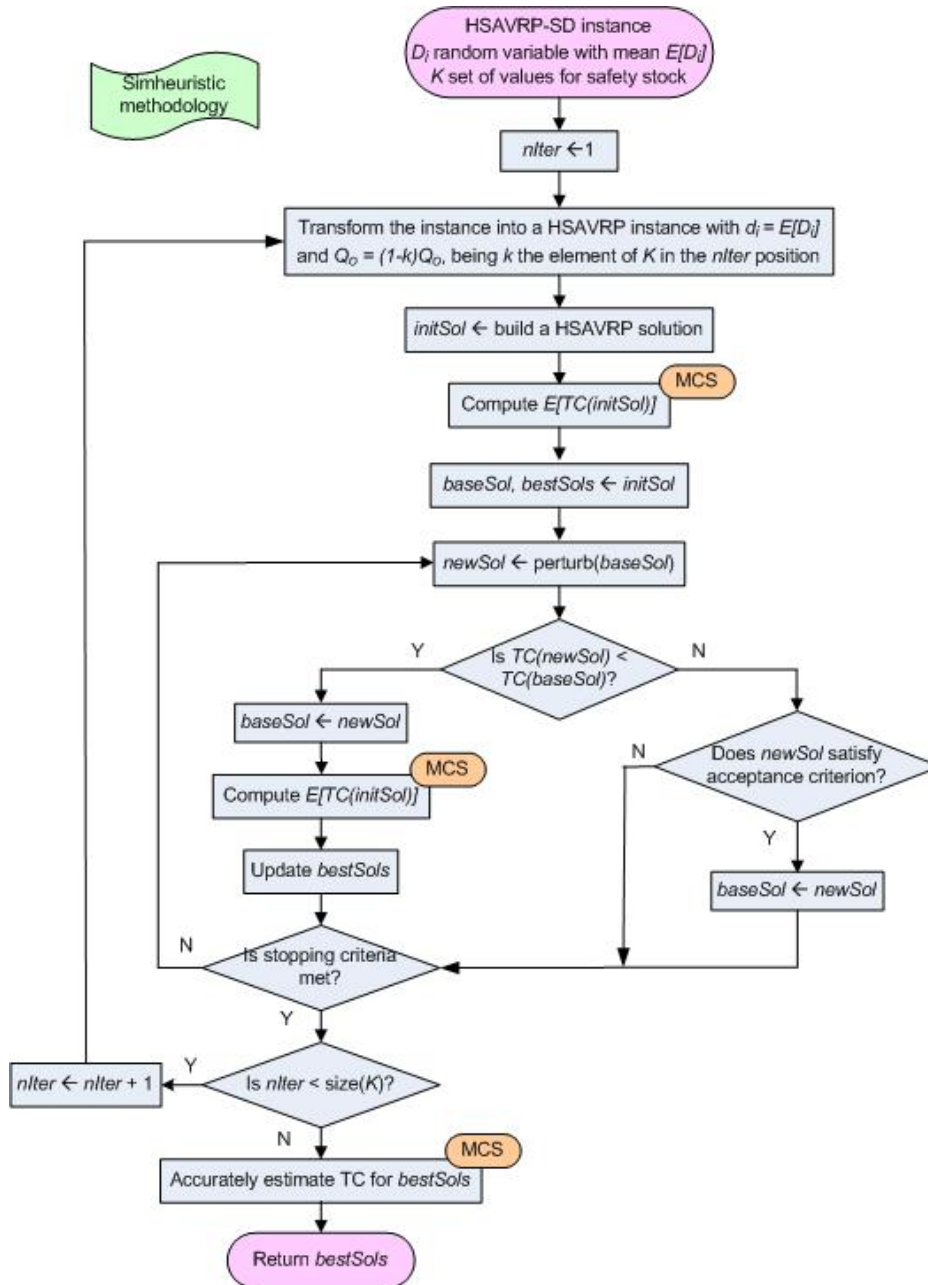 HSAVRP-SD instance
Di random variable with mean E[Di]
K set of values for safety stock
Simheuristic
methodology
nIter ←1
Transform the instance into a HSAVRP instance with di = E[Di]
and Qo = (1-k)Qo, being k the element of K in the nIter position
initSol ← build a HSAVRP solution
MCS
Compute E[TC(initSol)]
baseSol, bestSols ← initSol
newSol ← perturb(baseSol)
Y
Is TC(newSol) <
TC(baseSol)?
N
baseSol ← newSol
N
Does newSol satisfy
acceptance criterion?
MCS
Compute E[TC(initSol)]
Y
Update bestSols
baseSol ← newSol
N
Is stopping criteria
met?
Y
Y
nIter ← nIter + 1
Is nIter < size(K)?
N
MCS
Accurately estimate TC for bestSols
Return bestSols